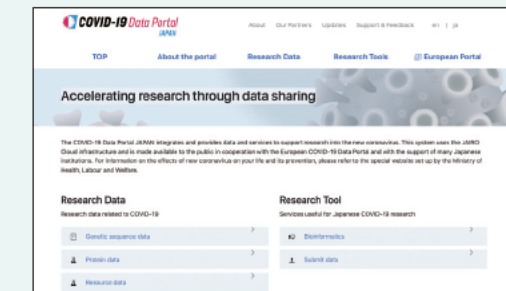 COVID-19 Data Portal
JAPAN
About Our Partners Updates Support & Feedback en | ja
TOP About the portal Research Data Research Tools European Portal
Accelerating research through data sharing
The COVID-19 Data Portal JAPAN integrates and provides data and services to support research into the new coronavirus. This system uses the JAIRO
Cloud infrastructure and is made available to the public in cooperation with the European COVID-19 Data Portal and with the support of many Japanese
institutions. For information on the effects of new coronavirus on your life and its prevention, please refer to the special website set up by the Ministry of
Health, Labour and Welfare.
Research Data
Research data related to COVID-19
Genetic sequence data
Protein data
Resource data
Research Tool
Services useful for Japanese COVID-19 research
Bioinformatics
Submit data